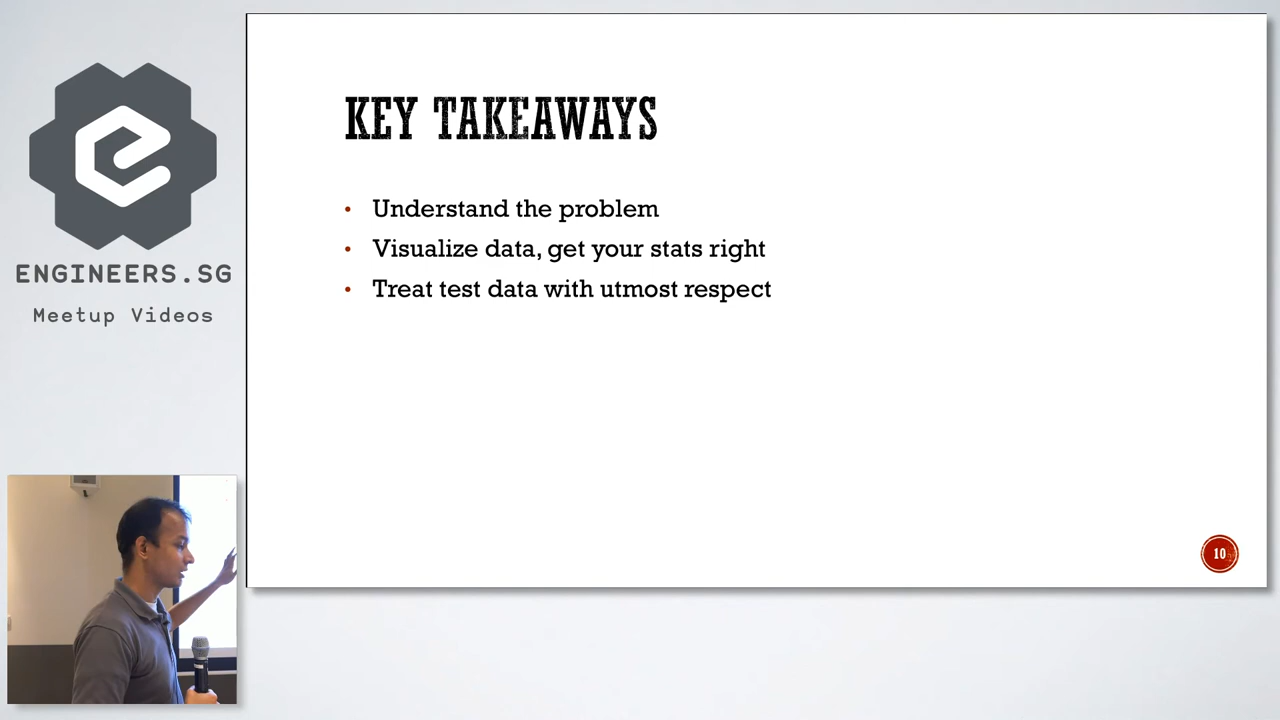 ENGINEERS.SG
Meetup Videos
KEY TAKEAWAYS
• Understand the problem
• Visualize data, get your stats right
• Treat test data with utmost respect
10